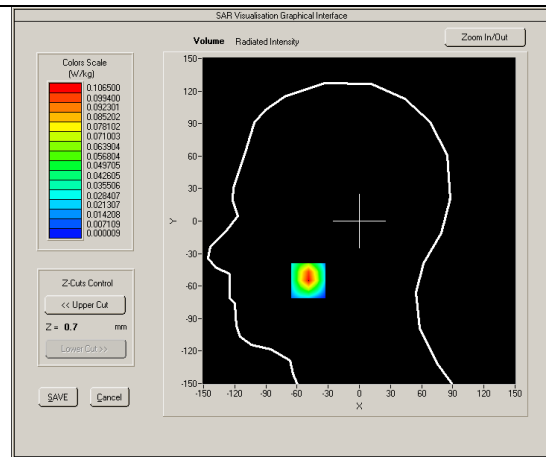 SAR Visualisation Graphical Interface
Volume Radiated Intensity
Zoom In/Out
Colors Scale
(W/kg)
0.106500
0.099400
0.092301
0.085202
0.078102
0.071003
0.063904
0.056804
0.049705
0.042605
0.035506
0.028407
0.021307
0.014208
0.007109
0.000009
Z-Cuts Control
<< Upper Cut
Z = 0.7 mm
Lower Cut >>
SAVE Cancel
150-
120-
90-
60-
30-
Y 0-
-30-
-60-
-90-
-120-
-150-
-150 -120 -90 -60 -30 0 30 60 90 120 150
X